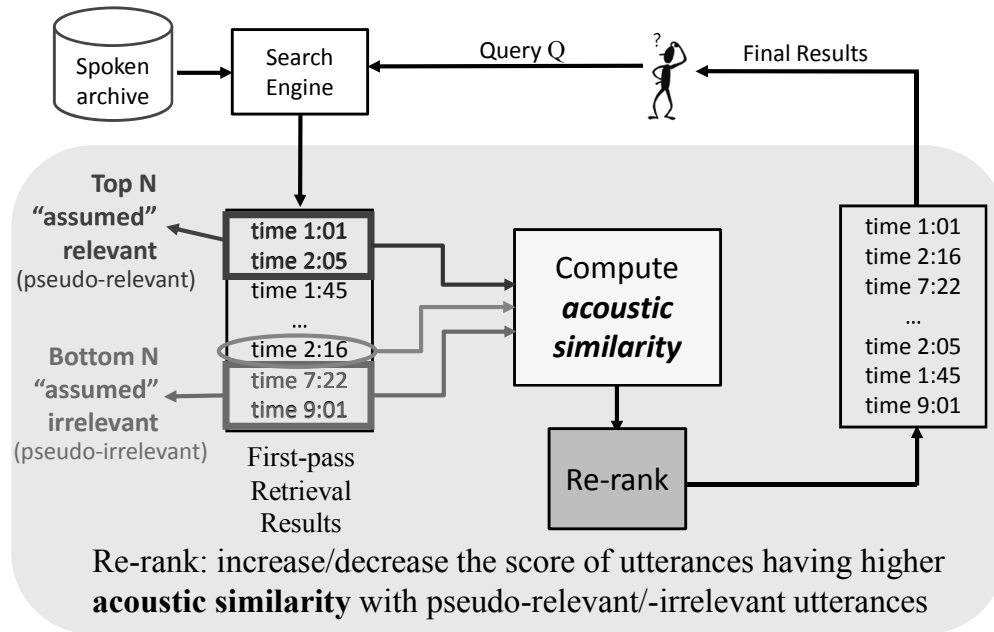 Spoken
archive
Search
Engine
Query Q
?
Final Results
Top N
“assumed”
relevant
(pseudo-relevant)
Bottom N
“assumed”
irrelevant
(pseudo-irrelevant)
time 1:01
time 2:05
time 1:45
...
time 2:16
time 7:22
time 9:01
First-pass
Retrieval
Results
Compute
acoustic
similarity
Re-rank
time 1:01
time 2:16
time 7:22
...
time 2:05
time 1:45
time 9:01
Re-rank: increase/decrease the score of utterances having higher
acoustic similarity with pseudo-relevant/-irrelevant utterances